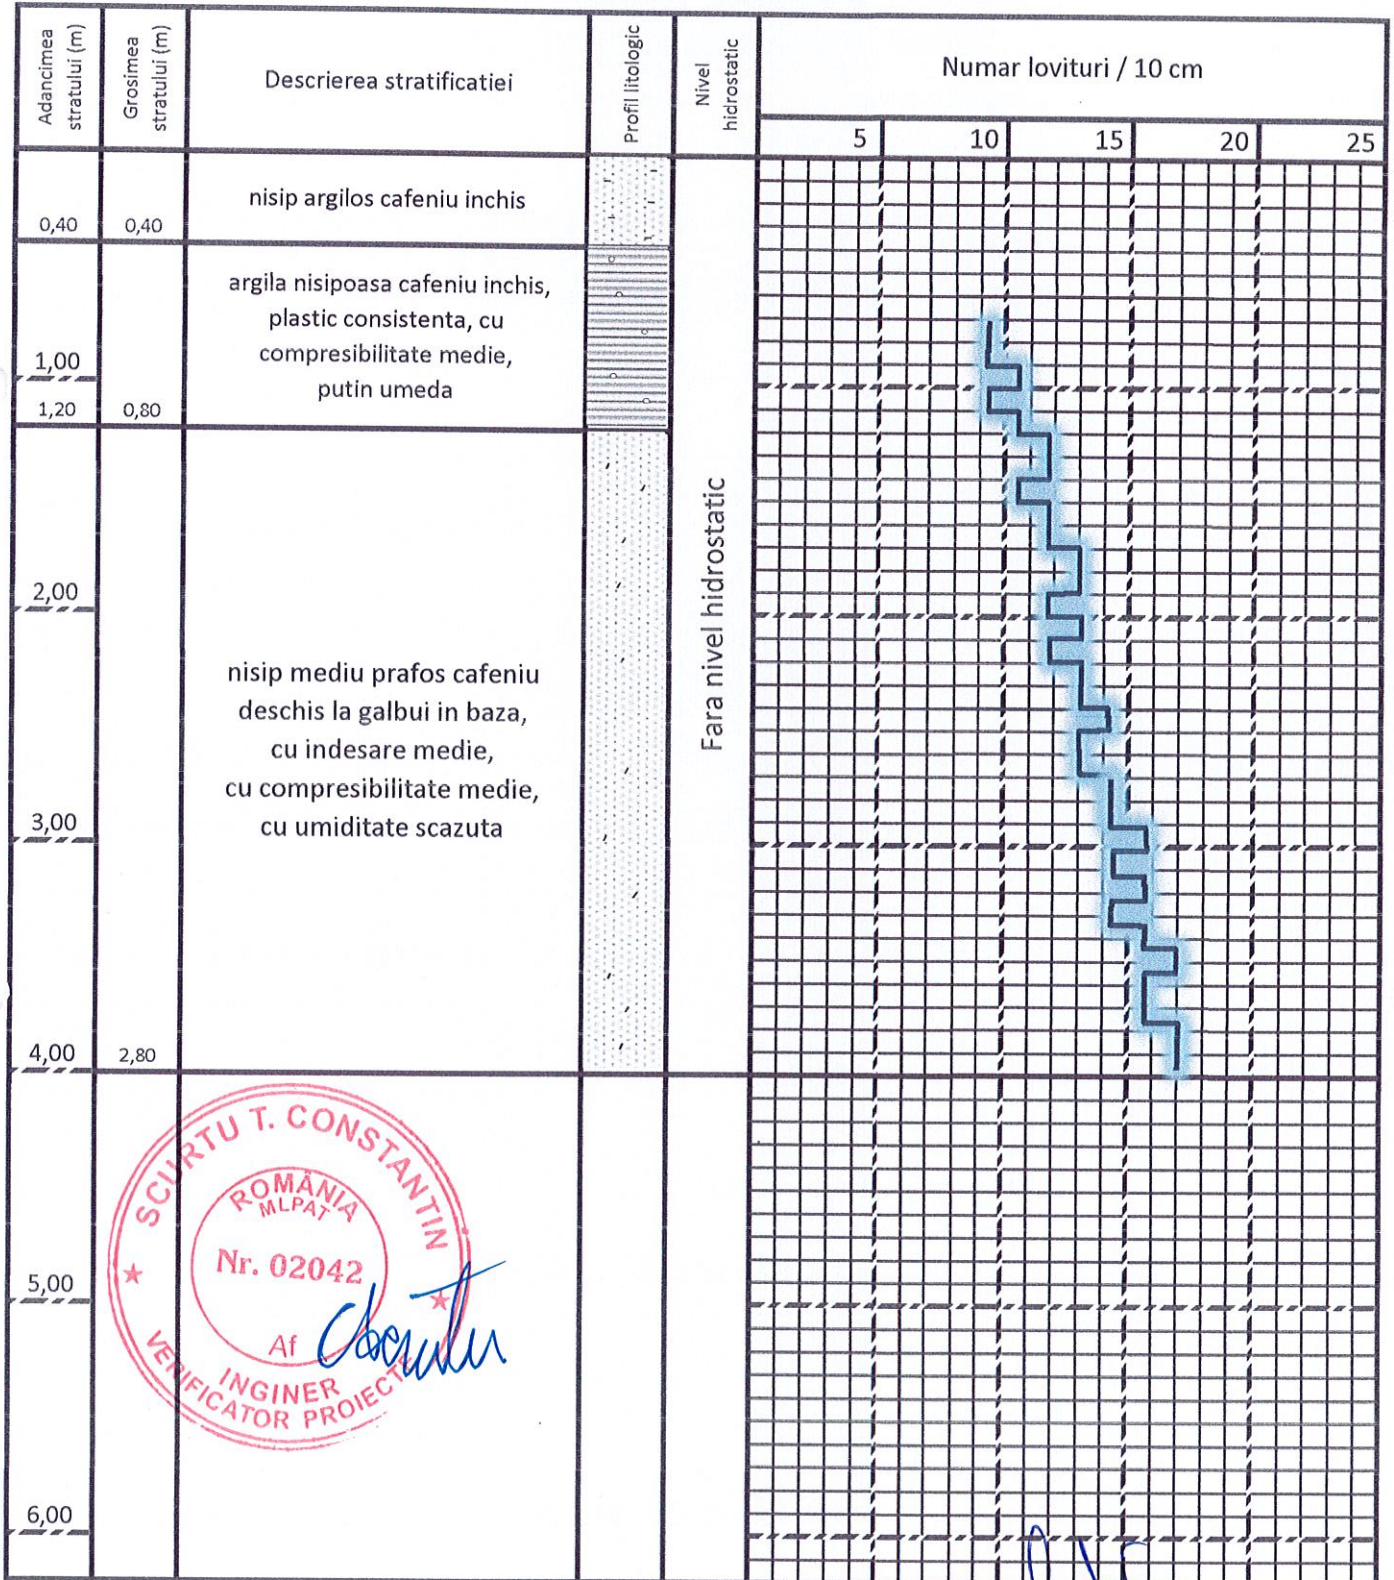 Adancimea stratului (m)
Grosimea stratului (m)
Descrierea stratificatiei
Profil litologic
Nivel hidrostatic
Numar lovituri / 10 cm
5 10 15 20 25
nisip argilos cafeniu inchis
0,40 0,40
argila nisipoasa cafeniu inchis,
plastic consistenta, cu
compresibilitate medie,
putin umeda
1,00
1,20 0,80
Fara nivel hidrostatic
2,00
nisip mediu prafos cafeniu
deschis la galbui in baza,
cu indesare medie,
cu compresibilitate medie,
cu umiditate scazuta
3,00
4,00 2,80
SCURTU T. CONSTANTIN
ROMÂNIA
MLPAT
Nr. 02042
Af
INGINER
VERIFICATOR PROIECTE
5,00
6,00